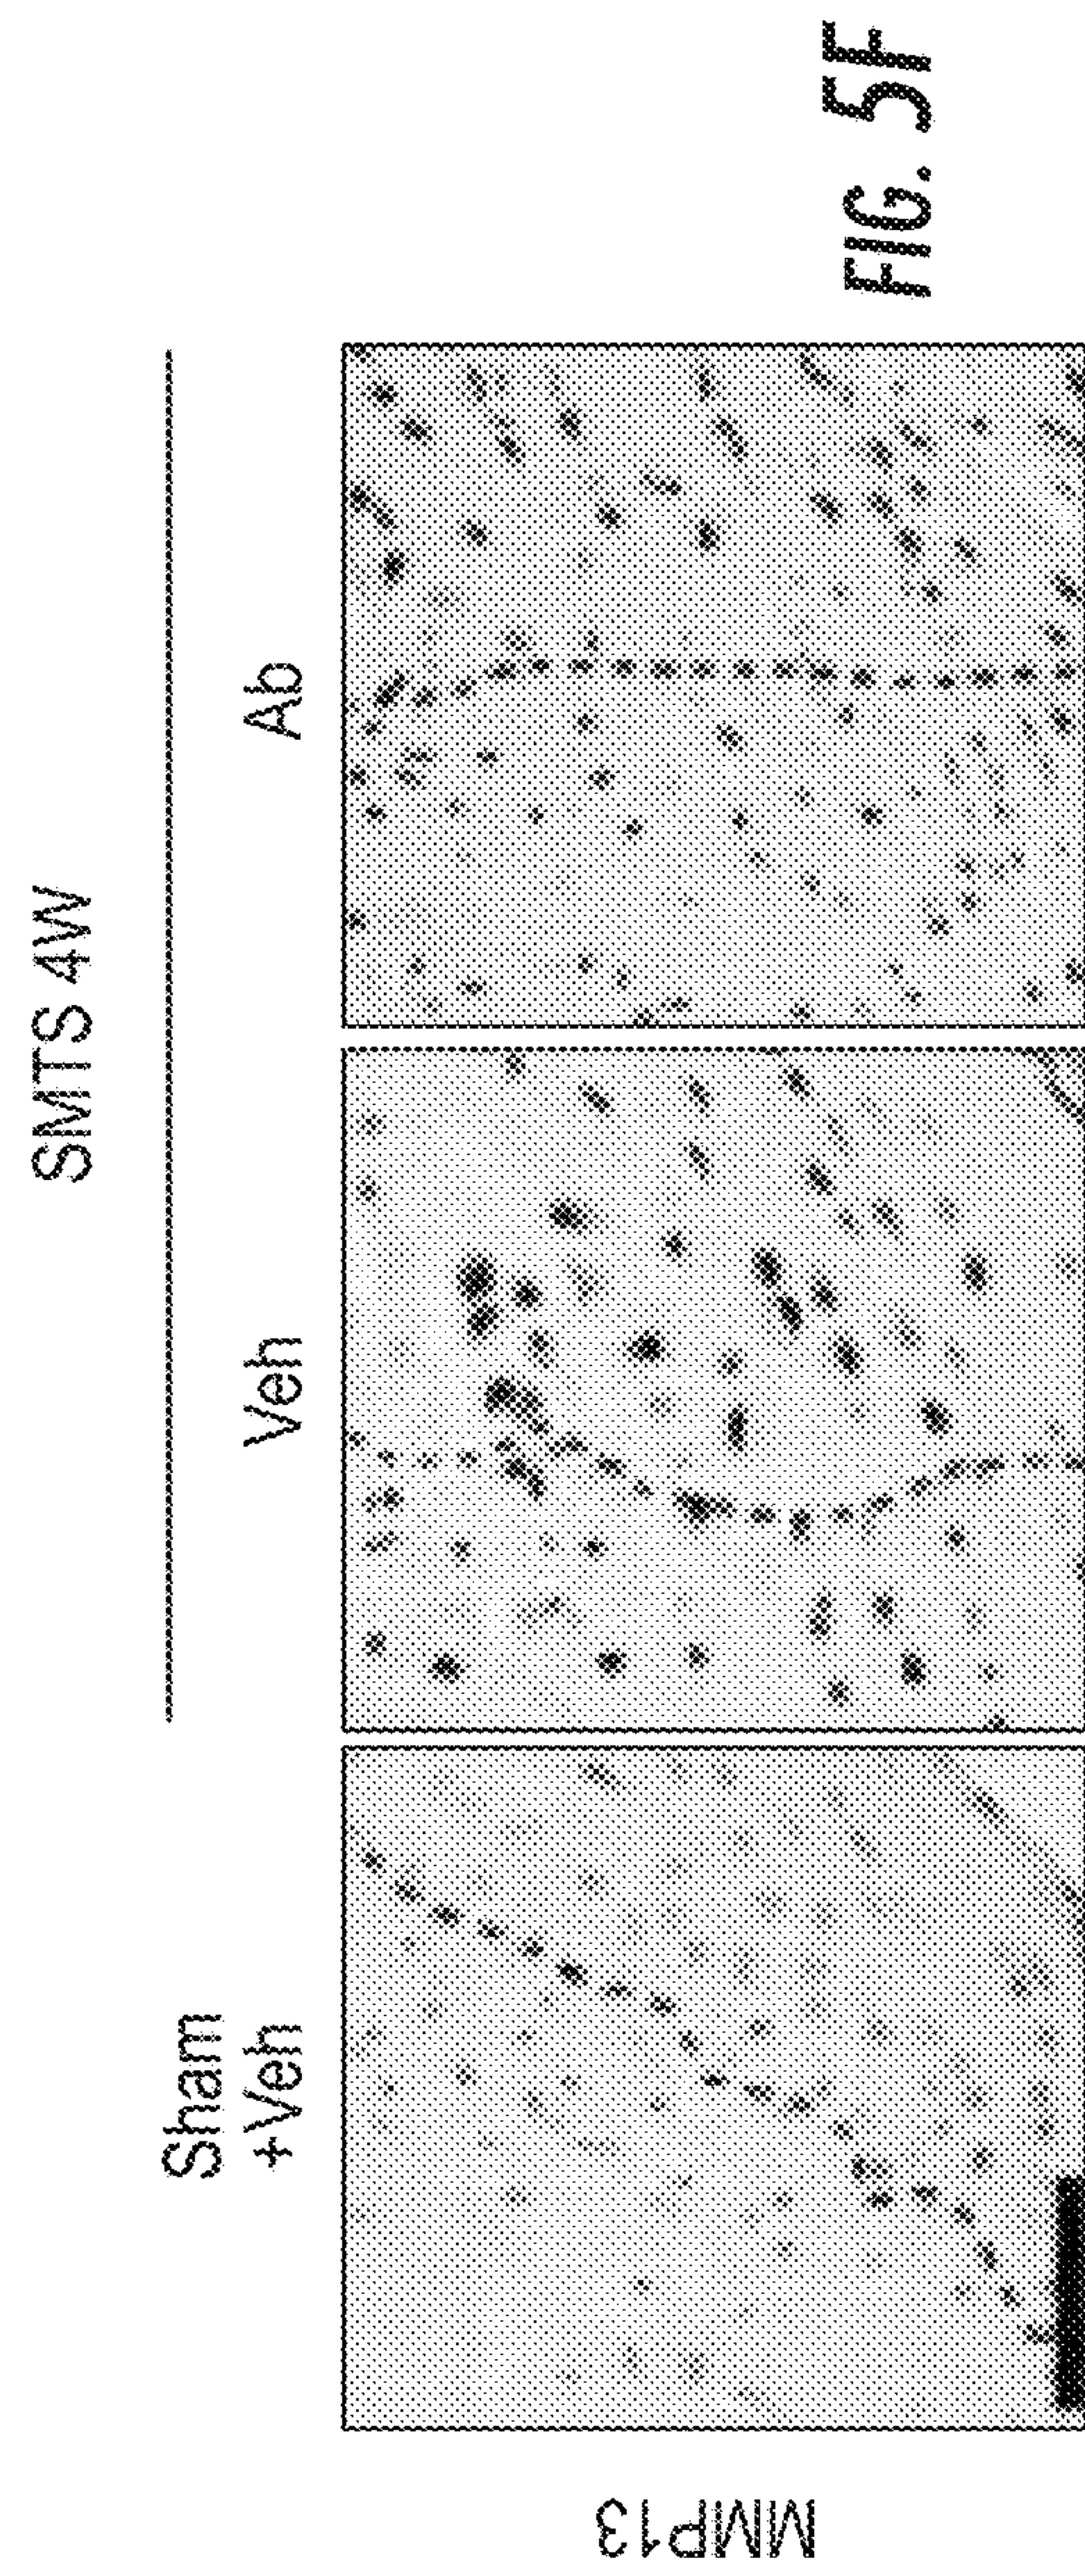 SMTS 4W
Sham
+Veh
Veh
Ab
MMP13
FIG. 5F